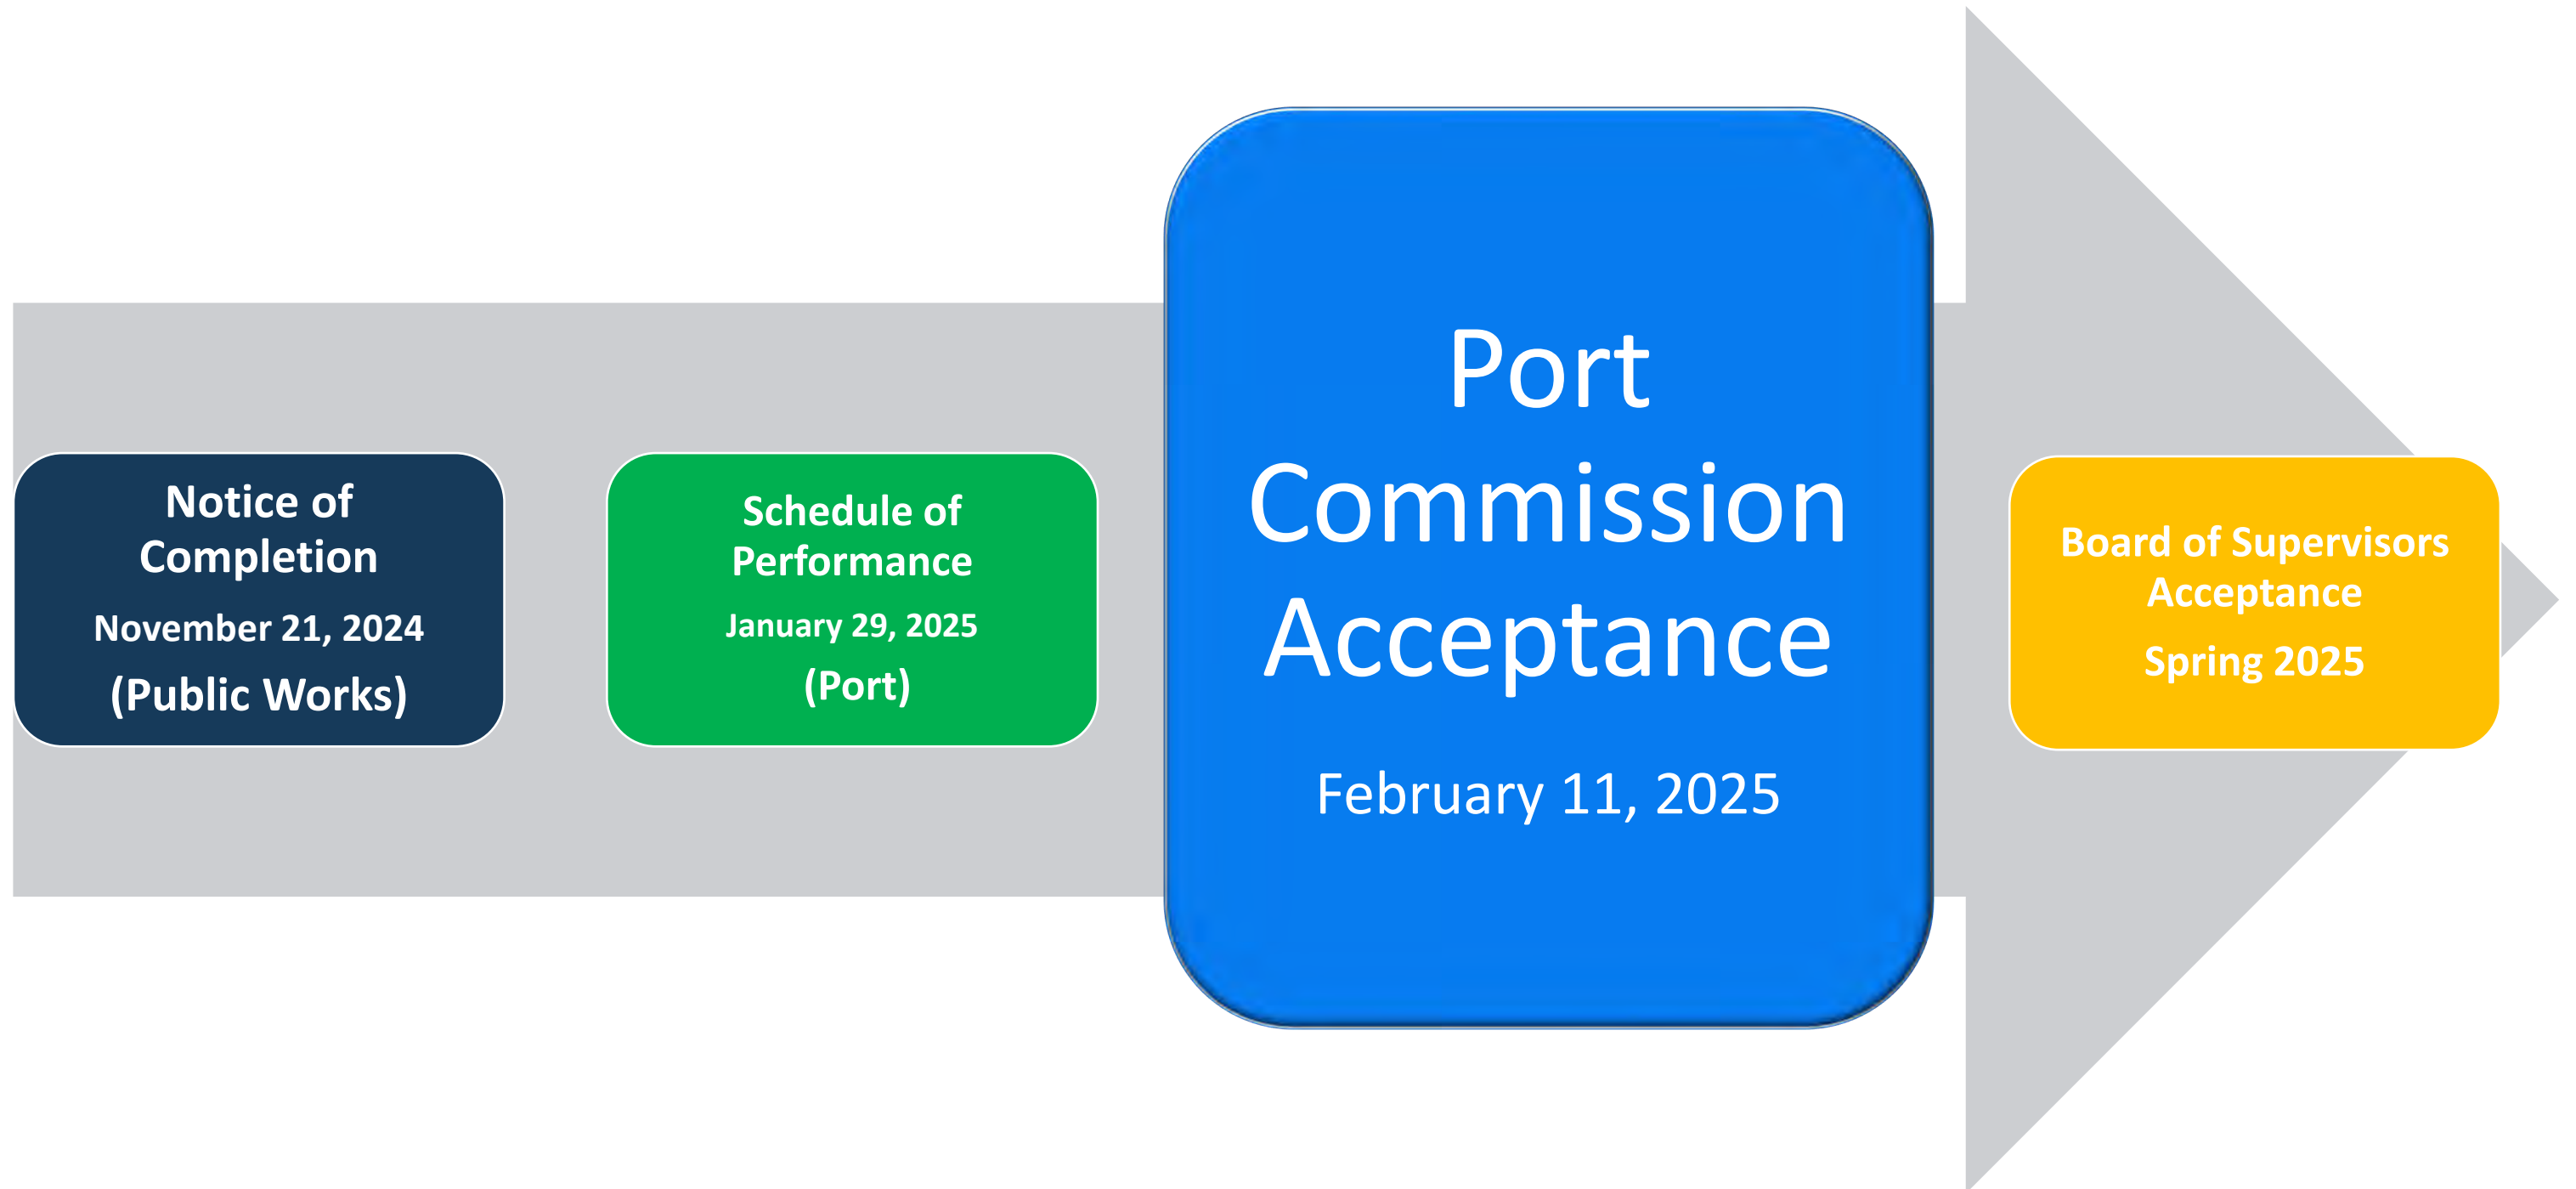 Notice of
Completion
November 21, 2024
(Public Works)
Schedule of
Performance
January 29, 2025
(Port)
Port
Commission
Acceptance
February 11, 2025
Board of Supervisors
Acceptance
Spring 2025